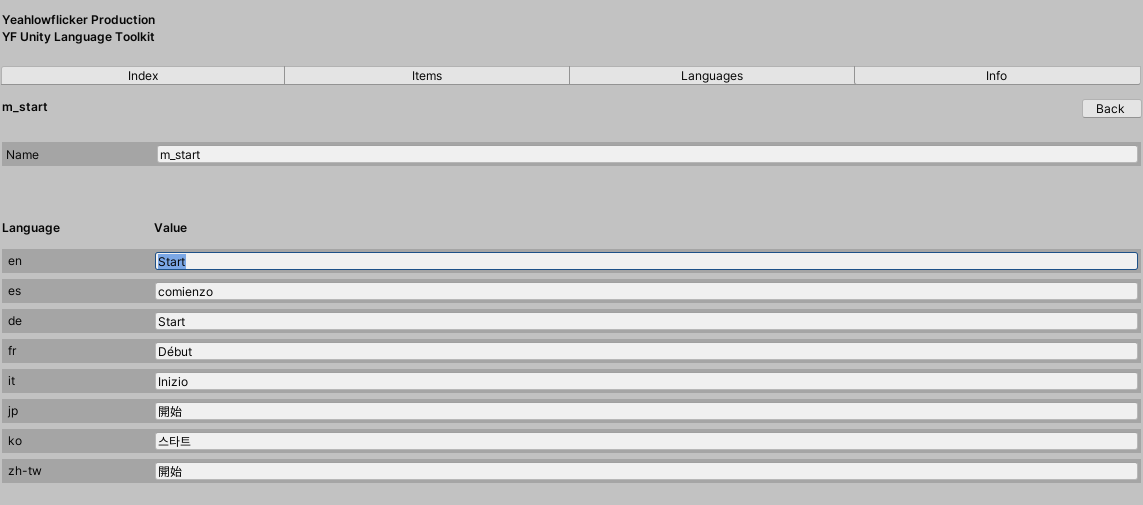 Yeahlowflicker Production
YF Unity Language Toolkit
Index Items Languages Info
m_start Back
Name m_start
Language Value
en Start
es comienzo
de Start
fr Début
it Inizio
jp 開始
ko 스타트
zh-tw 開始